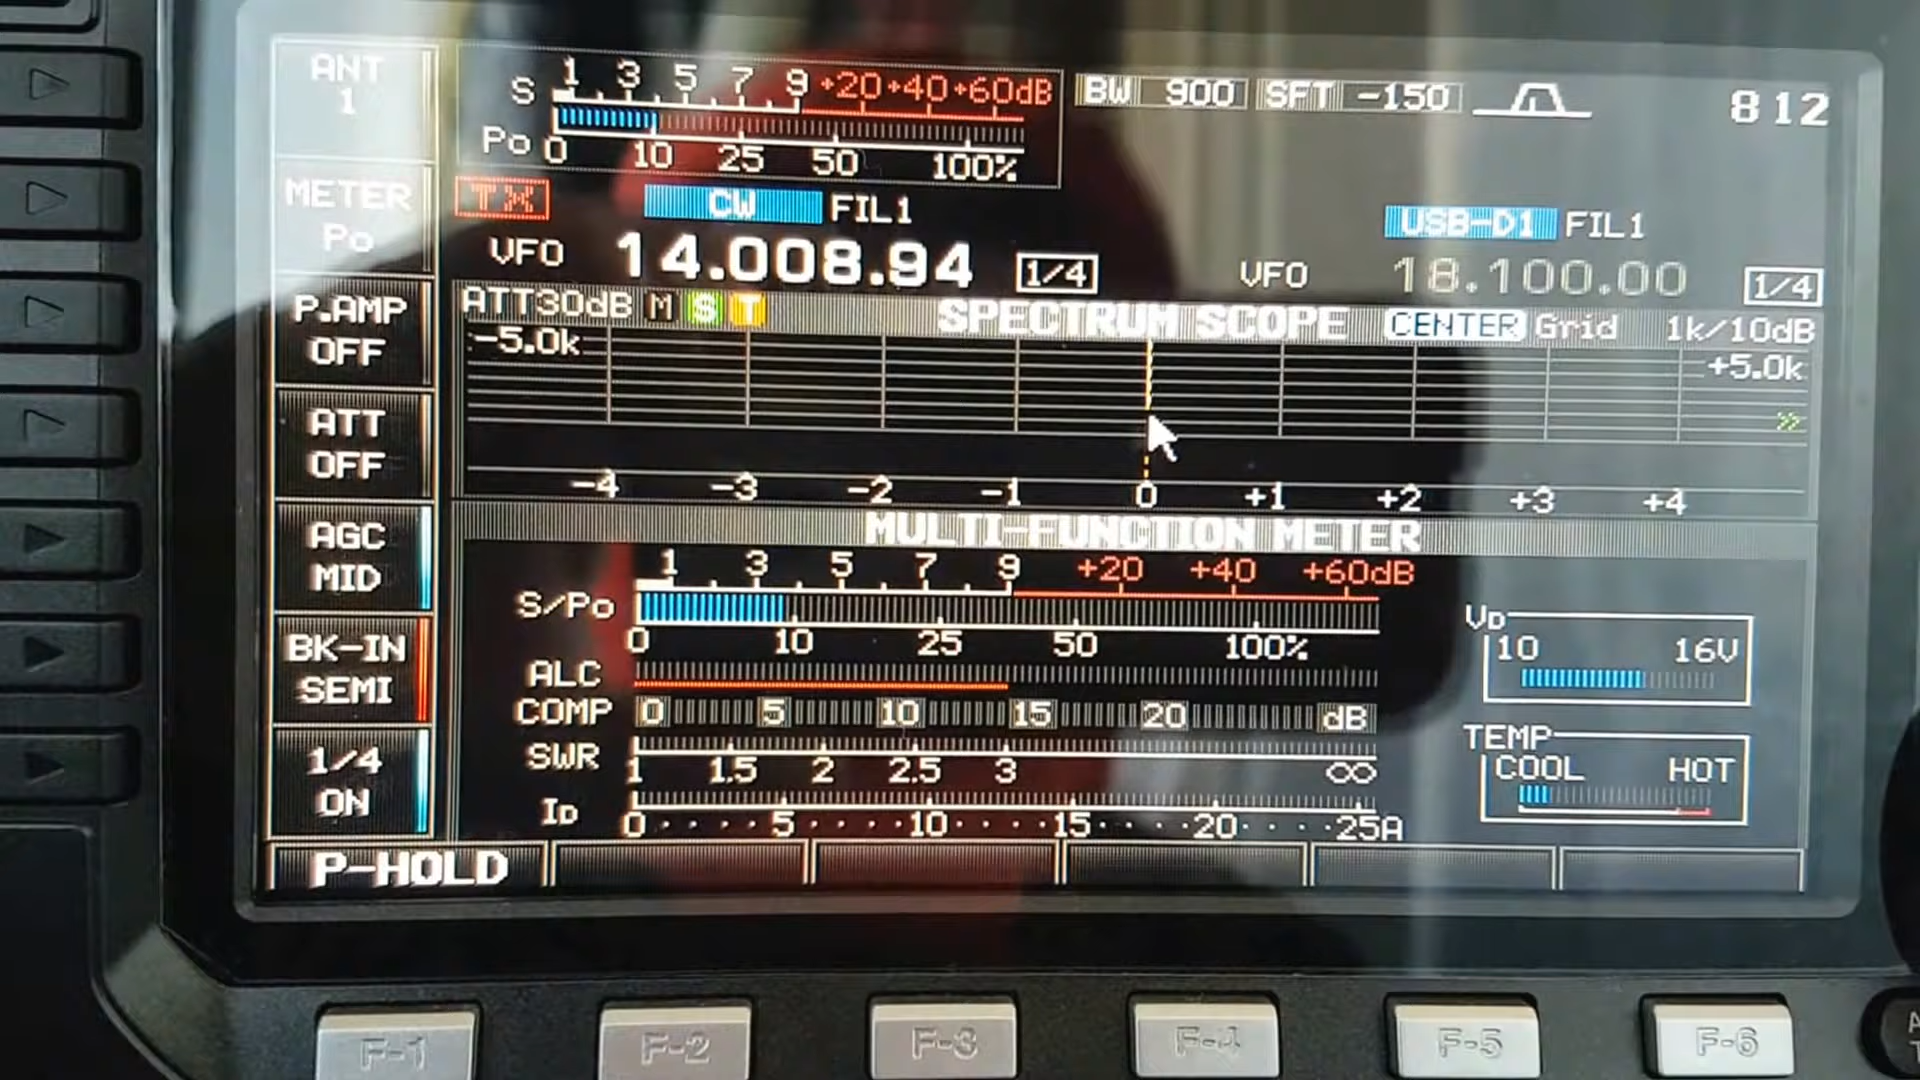 ANT
1
METER
Po
P.AMP
OFF
ATT
OFF
AGC
MID
BK-IN
SEMI
1/4
ON
S 1 3 5 7 9 +20 +40 +60dB
Po 0 10 25 50 100%
BW 900 SFT -150
8 12
TX CW FIL1
VFO 14.008.94 1/4
USB-D1 FIL1
VFO 18.100.00 1/4
ATT30dB M S T SPECTRUM SCOPE CENTER Grid 1k/10dB
-5.0k +5.0k
-4 -3 -2 -1 0 +1 +2 +3 +4
MULTI-FUNCTION METER
1 3 5 7 9 +20 +40 +60dB
S/Po
0 10 25 50 100%
ALC
COMP 0 5 10 15 20 dB
SWR
1 1.5 2 2.5 3 ∞
ID
0 5 10 15 20 25A
VD
10 16V
TEMP
COOL HOT
P-HOLD
F-1 F-2 F-3 F-4 F-5 F-6